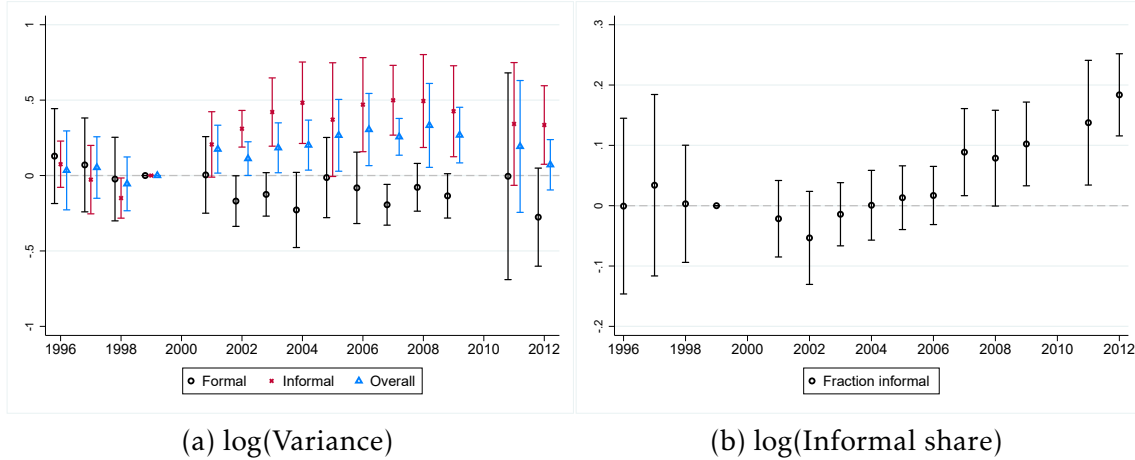 1
.5
0
-.5
-1
1996 1998 2000 2002 2004 2006 2008 2010 2012
Formal Informal Overall
(a) log(Variance)
.3
.2
.1
0
-.1
-.2
1996 1998 2000 2002 2004 2006 2008 2010 2012
Fraction informal
(b) log(Informal share)